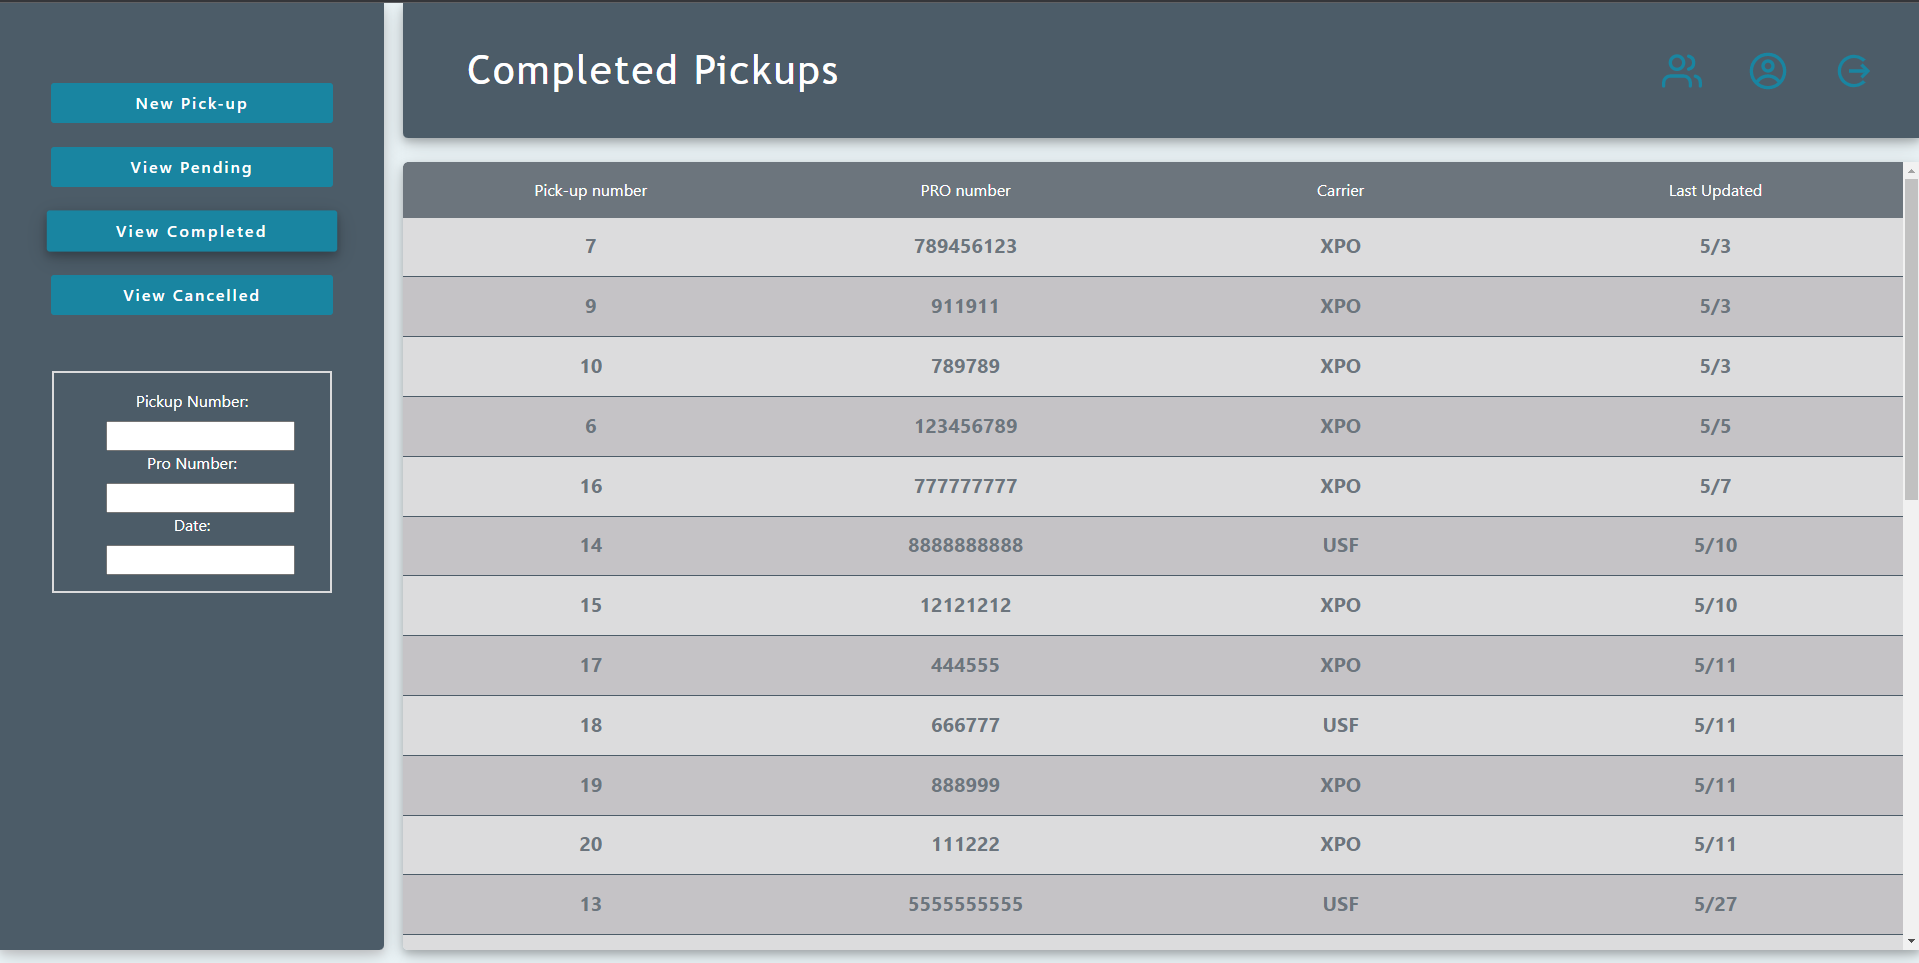 Completed Pickups
New Pick-up
View Pending
View Completed
View Cancelled
Pickup Number:
Pro Number:
Date:
Pick-up number PRO number Carrier Last Updated
7 789456123 XPO 5/3
9 911911 XPO 5/3
10 789789 XPO 5/3
6 123456789 XPO 5/5
16 777777777 XPO 5/7
14 8888888888 USF 5/10
15 12121212 XPO 5/10
17 444555 XPO 5/11
18 666777 USF 5/11
19 888999 XPO 5/11
20 111222 XPO 5/11
13 5555555555 USF 5/27